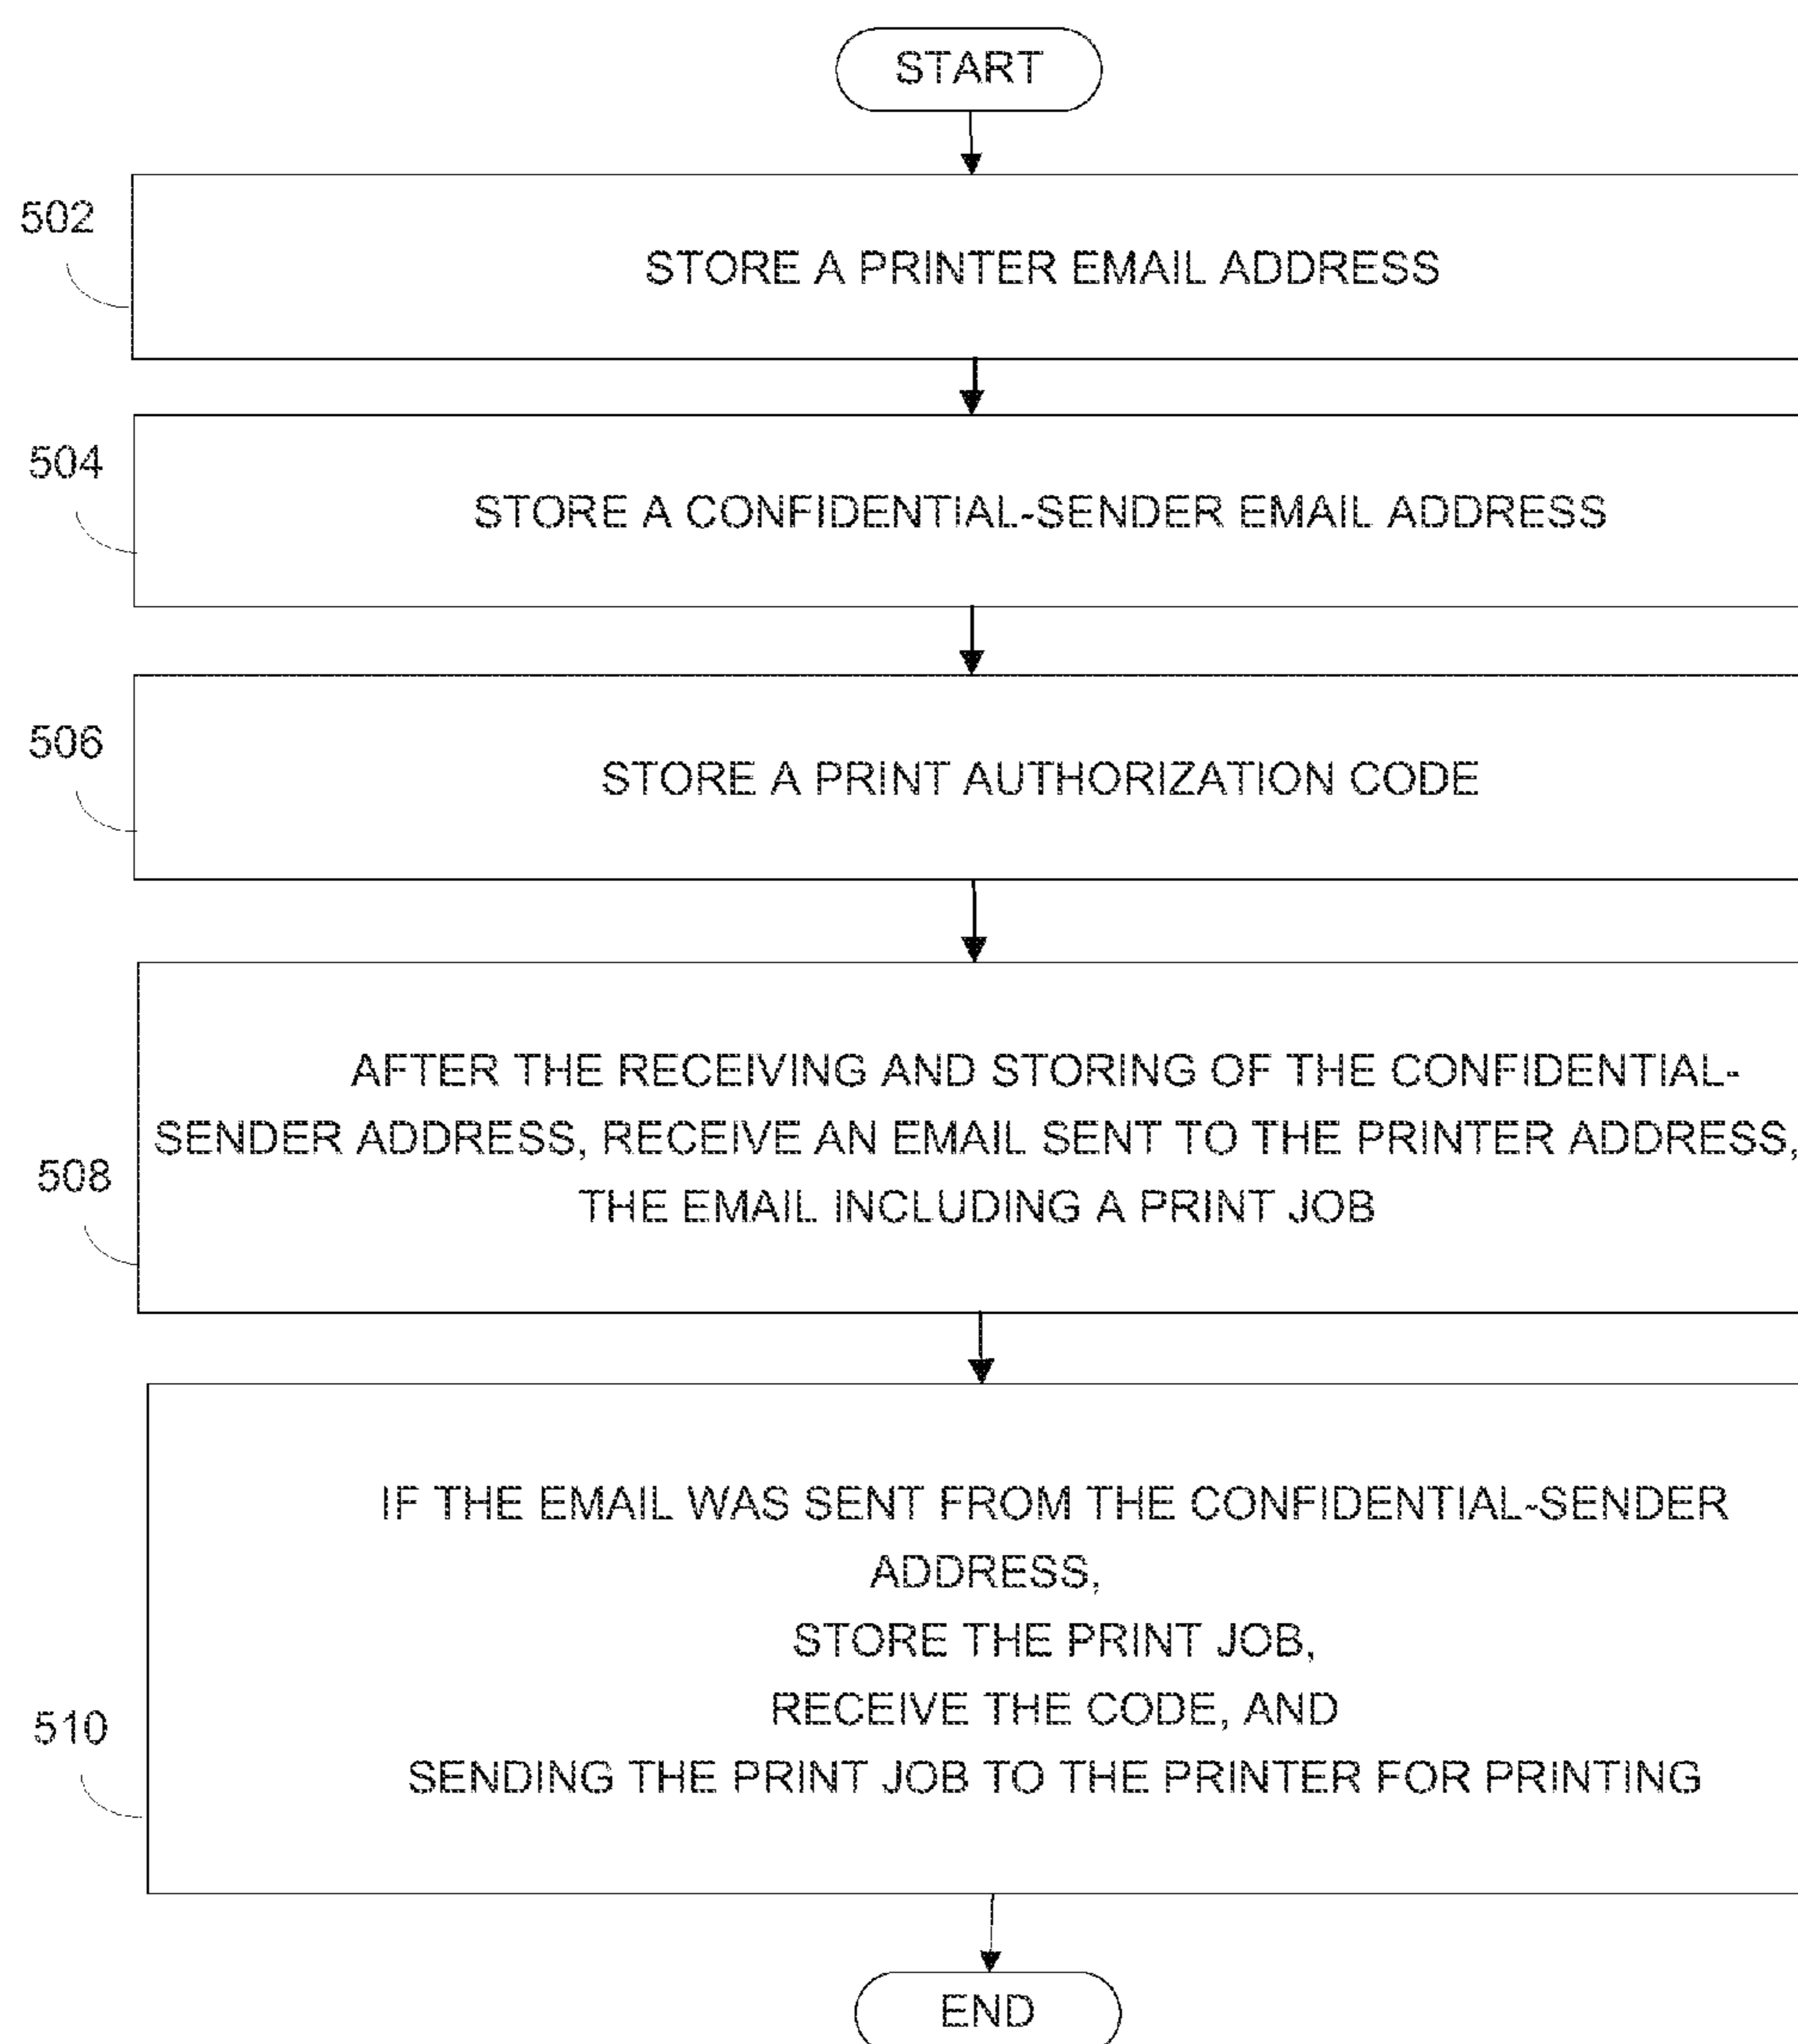 START
502
STORE A PRINTER EMAIL ADDRESS
504
STORE A CONFIDENTIAL-SENDER EMAIL ADDRESS
506
STORE A PRINT AUTHORIZATION CODE
508
AFTER THE RECEIVING AND STORING OF THE CONFIDENTIAL-
SENDER ADDRESS, RECEIVE AN EMAIL SENT TO THE PRINTER ADDRESS,
THE EMAIL INCLUDING A PRINT JOB
510
IF THE EMAIL WAS SENT FROM THE CONFIDENTIAL-SENDER
ADDRESS,
STORE THE PRINT JOB,
RECEIVE THE CODE, AND
SENDING THE PRINT JOB TO THE PRINTER FOR PRINTING
END